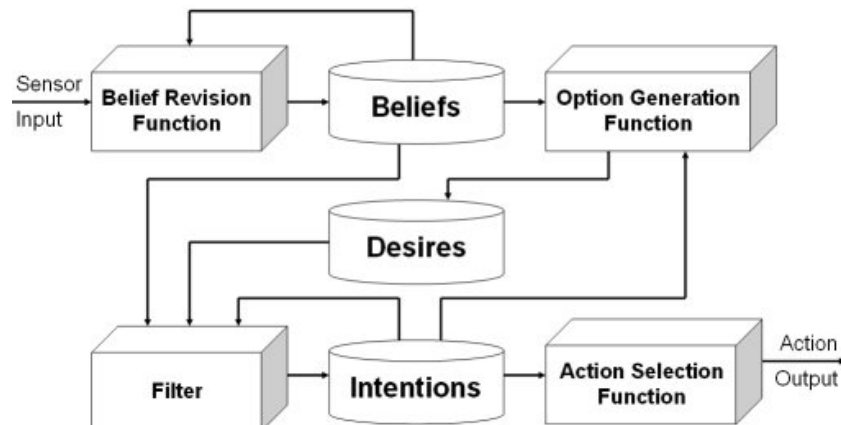 Sensor
Input
Belief Revision
Function
Beliefs
Option Generation
Function
Desires
Filter
Intentions
Action Selection
Function
Action
Output